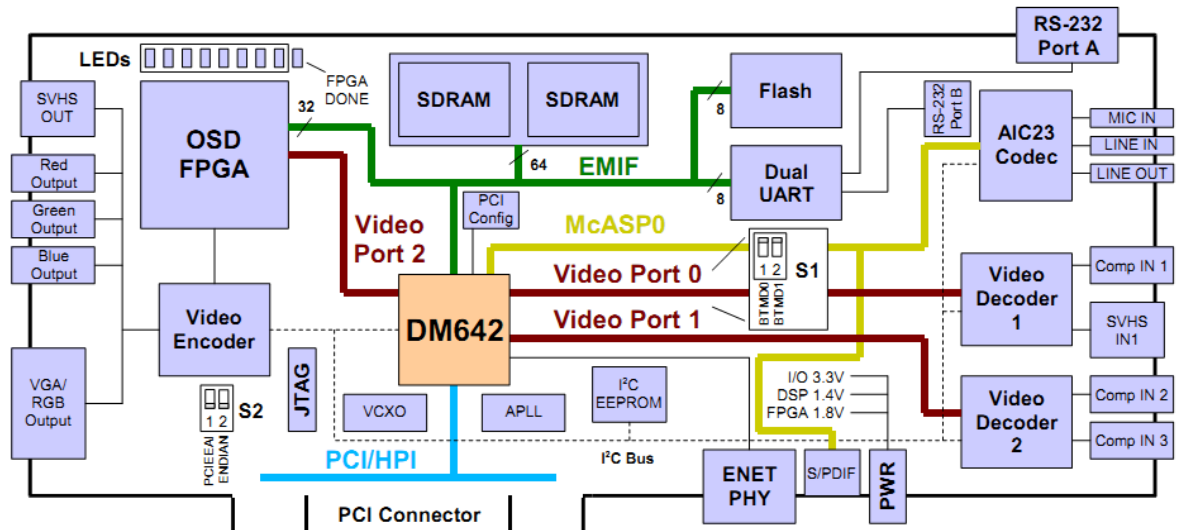 RS-232
Port A
LEDs
FPGA
DONE
SVHS
OUT
Red
Output
Green
Output
Blue
Output
VGA/
RGB
Output
OSD
FPGA
32
SDRAM
SDRAM
64
EMIF
8
Flash
8
Dual
UART
RS-232
Port B
AIC23
Codec
MIC IN
LINE IN
LINE OUT
PCI
Config
McASP0
Video
Port 2
Video Port 0
Video Port 1
1 2
BTMD0
BTMD1
S1
Video
Decoder
1
Comp IN 1
SVHS
IN1
Video
Encoder
DM642
Video
Decoder
2
Comp IN 2
Comp IN 3
1 2
S2
PCIEEAI
ENDIAN
JTAG
VCXO
APLL
I²C
EEPROM
I²C Bus
I/O 3.3V
DSP 1.4V
FPGA 1.8V
PCI/HPI
ENET
PHY
S/PDIF
PWR
PCI Connector